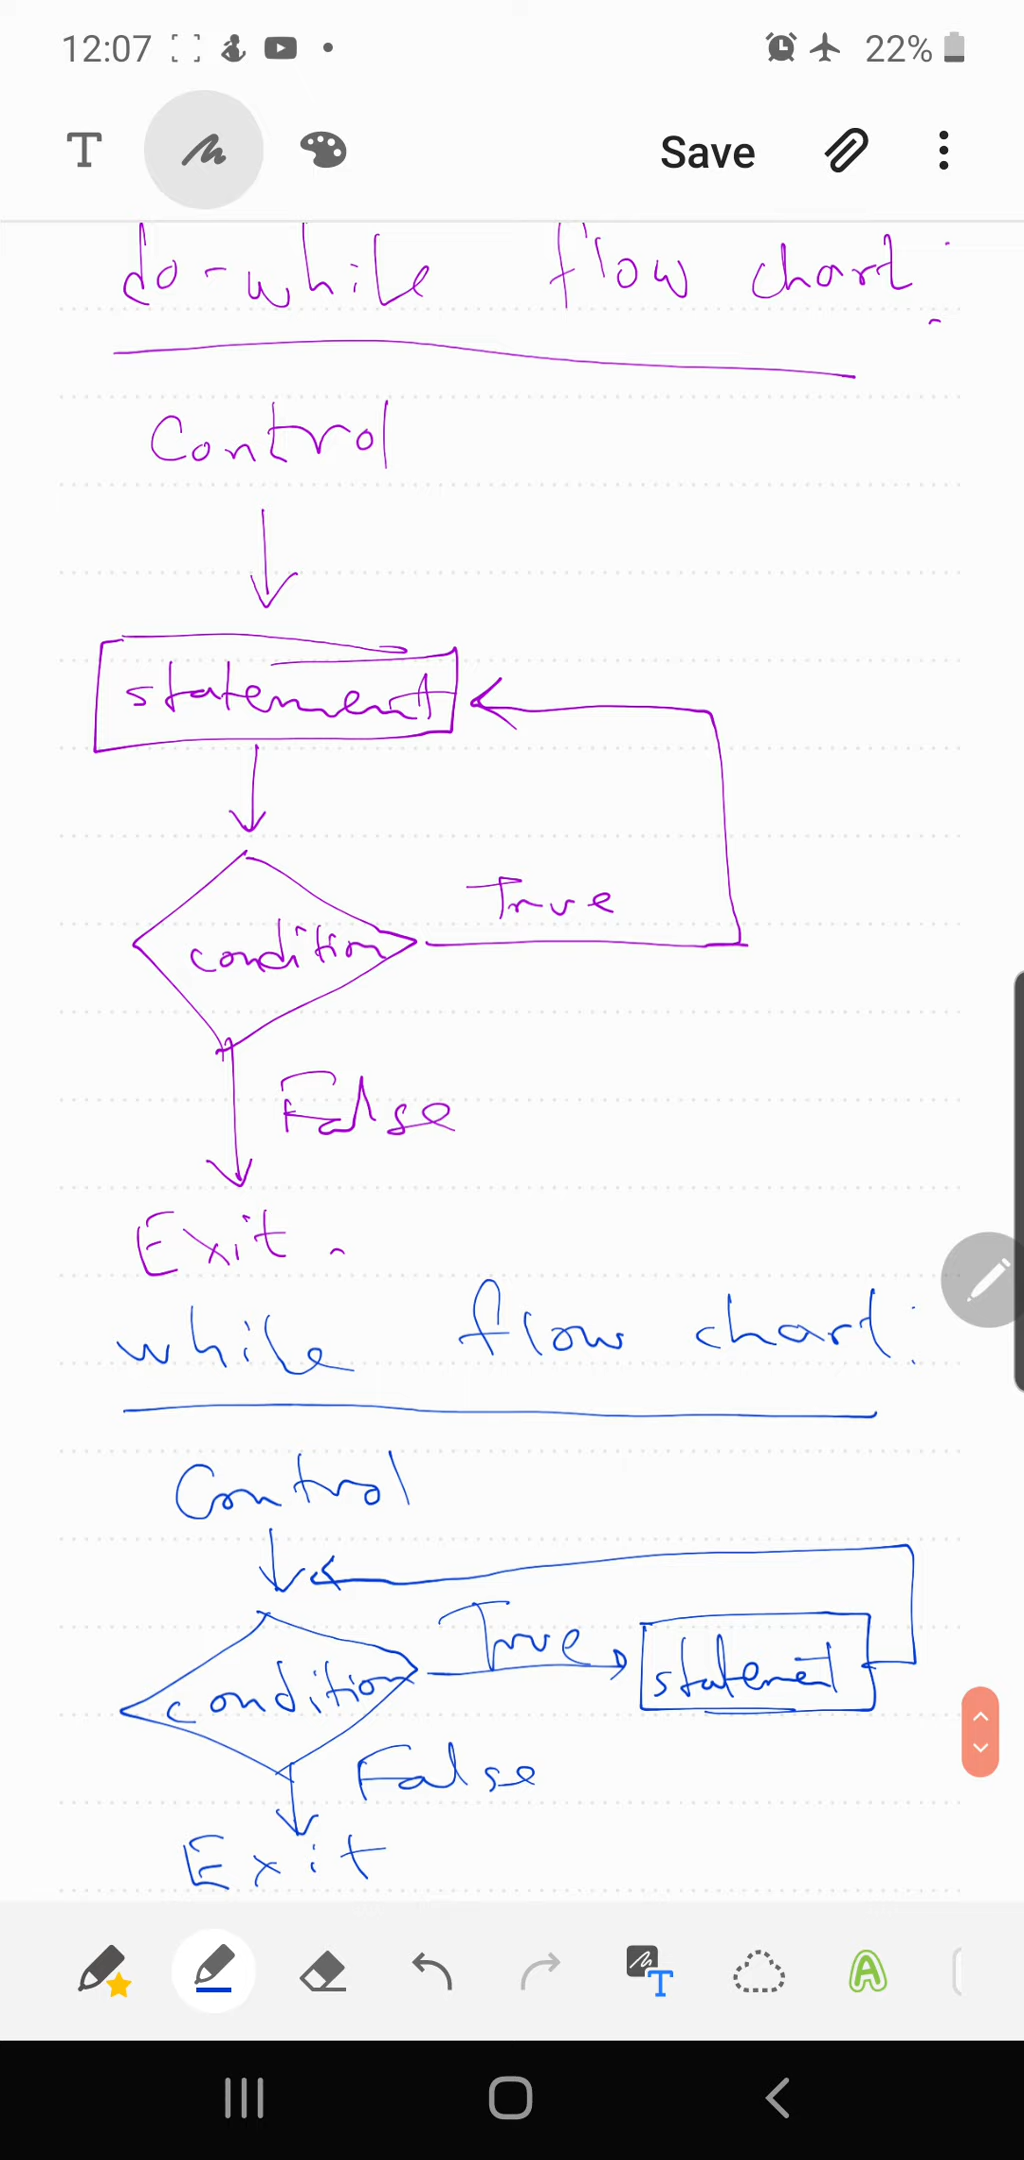 12:07 22%
T Save
do-while flow chart:
Control
statement
True
condition
False
Exit.
while flow chart:
Control
True
statement
condition
False
Exit